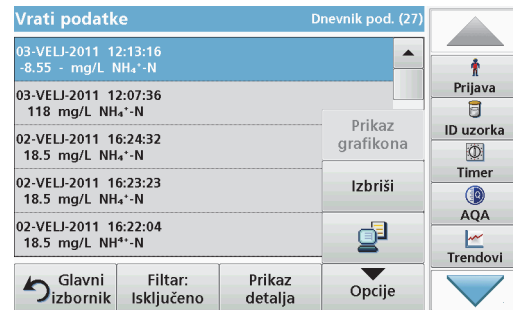 Vrati podatke
Dnevnik pod. (27)
03-VELJ-2011 12:13:16
-8.55 - mg/L NH₄⁺-N
03-VELJ-2011 12:07:36
118 mg/L NH₄⁺-N
02-VELJ-2011 16:24:32
18.5 mg/L NH₄⁺-N
02-VELJ-2011 16:23:23
18.5 mg/L NH₄⁺-N
02-VELJ-2011 16:22:04
18.5 mg/L NH⁴⁺-N
Prikaz
grafikona
Izbriši
Opcije
Glavni
izbornik
Filtar:
Isključeno
Prikaz
detalja
Prijava
ID uzorka
Timer
AQA
Trendovi